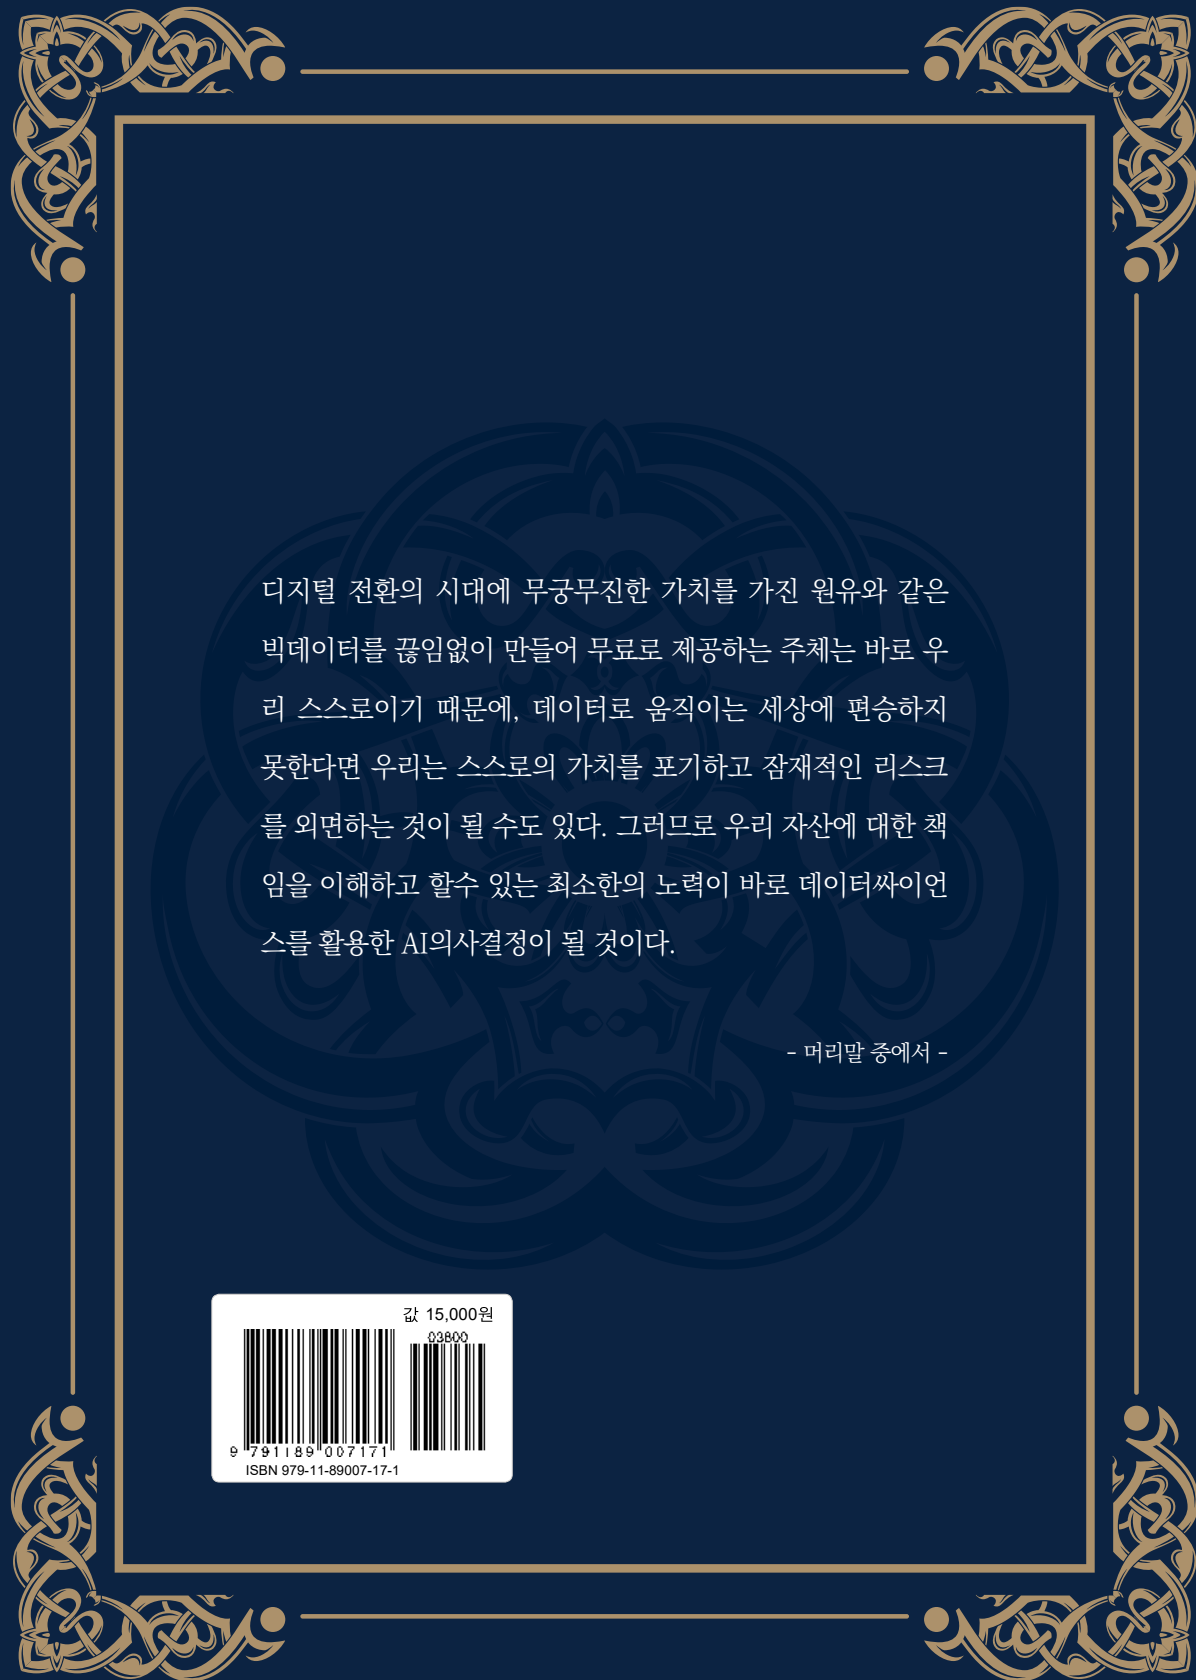 디지털 전환의 시대에 무궁무진한 가치를 가진 원유와 같은
빅데이터를 끊임없이 만들어 무료로 제공하는 주체는 바로 우
리 스스로이기 때문에, 데이터로 움직이는 세상에 편승하지
못한다면 우리는 스스로의 가치를 포기하고 잠재적인 리스크
를 외면하는 것이 될 수도 있다. 그러므로 우리 자산에 대한 책
임을 이해하고 할수 있는 최소한의 노력이 바로 데이터싸이언
스를 활용한 AI의사결정이 될 것이다.
- 머리말 중에서 -
값 15,000원
03800
9 791189 007171
ISBN 979-11-89007-17-1